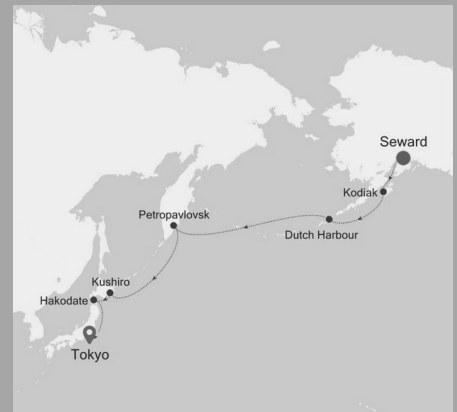 Seward
Kodiak
Petropavlovsk
Dutch Harbour
Kushiro
Hakodate
Tokyo